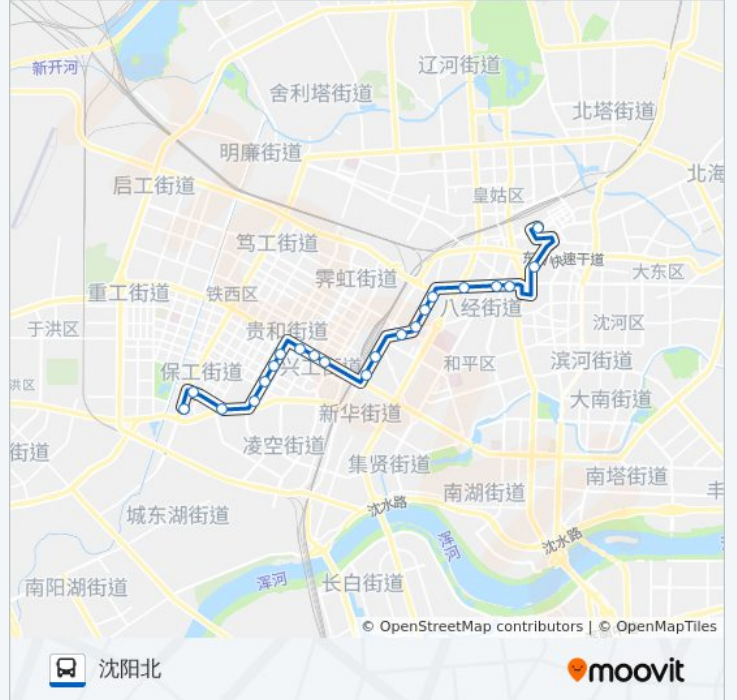 辽河街道
新开河
舍利塔街道
北塔街道
明廉街道
启工街道
北海
皇姑区
笃工街道
快速干道
霁虹街道
大东区
重工街道
铁西区
八经街道
于洪区
贵和街道
沈河区
保工街道
兴工街道
和平区
滨河街道
洪区
大南街道
新华街道
凌空街道
街道
集贤街道
南塔街道
南湖街道
丰
沈水路
城东湖街道
浑河
沈水路
浑河
长白街道
南阳湖街道
© OpenStreetMap contributors | © OpenMapTiles
沈阳北
moovit